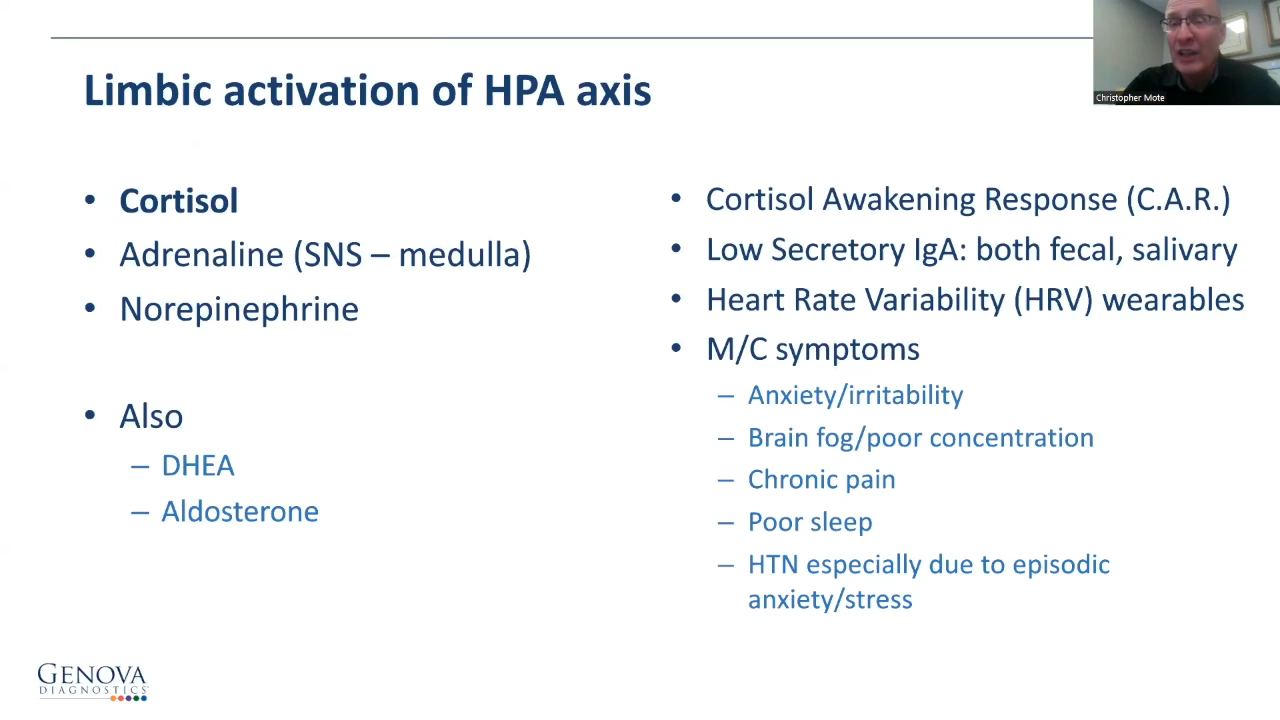 Limbic activation of HPA axis
Christopher Mote
• Cortisol
• Adrenaline (SNS – medulla)
• Norepinephrine
• Also
– DHEA
– Aldosterone
• Cortisol Awakening Response (C.A.R.)
• Low Secretory IgA: both fecal, salivary
• Heart Rate Variability (HRV) wearables
• M/C symptoms
– Anxiety/irritability
– Brain fog/poor concentration
– Chronic pain
– Poor sleep
– HTN especially due to episodic
anxiety/stress
GENOVA
DIAGNOSTICS